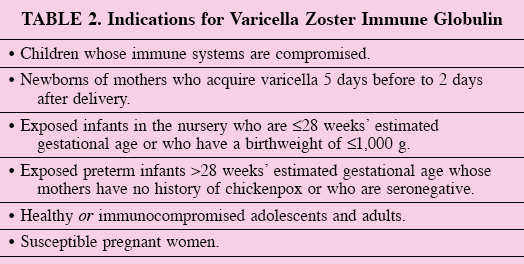 TABLE 2. Indications for Varicella Zoster Immune Globulin
• Children whose immune systems are compromised.
• Newborns of mothers who acquire varicella 5 days before to 2 days
after delivery.
• Exposed infants in the nursery who are ≤28 weeks’ estimated
gestational age or who have a birthweight of ≤1,000 g.
• Exposed preterm infants >28 weeks’ estimated gestational age whose
mothers have no history of chickenpox or who are seronegative.
• Healthy or immunocompromised adolescents and adults.
• Susceptible pregnant women.